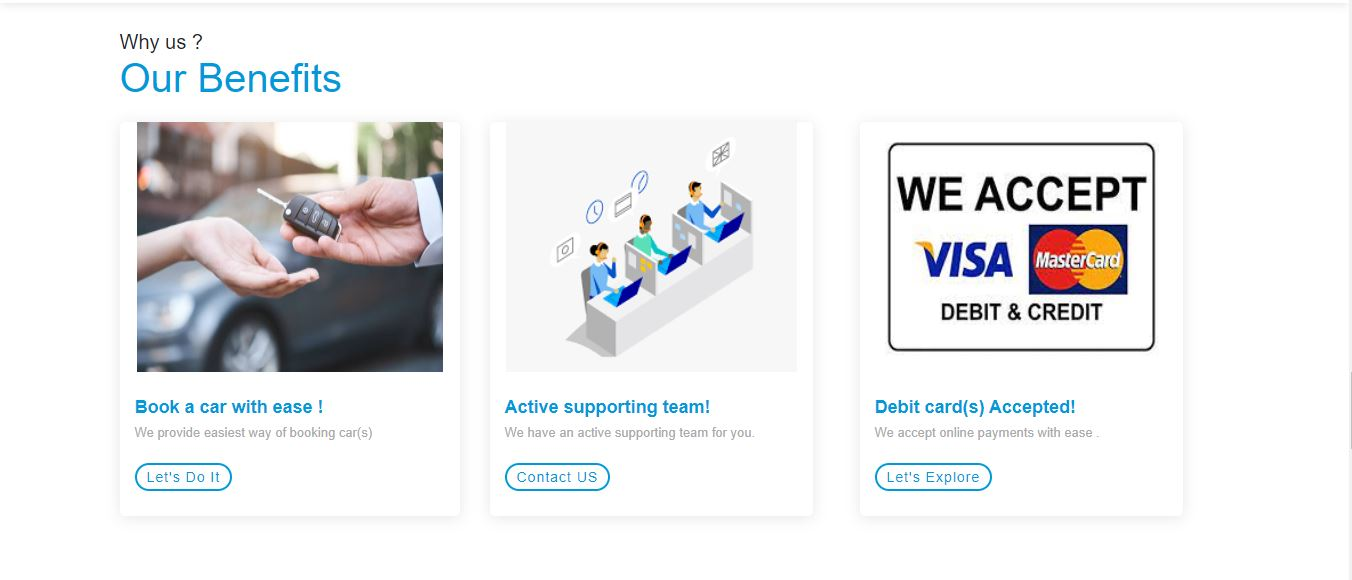 Why us ?
Our Benefits
WE ACCEPT
VISA MasterCard
DEBIT & CREDIT
Book a car with ease !
We provide easiest way of booking car(s)
Let's Do It
Active supporting team!
We have an active supporting team for you.
Contact US
Debit card(s) Accepted!
We accept online payments with ease .
Let's Explore